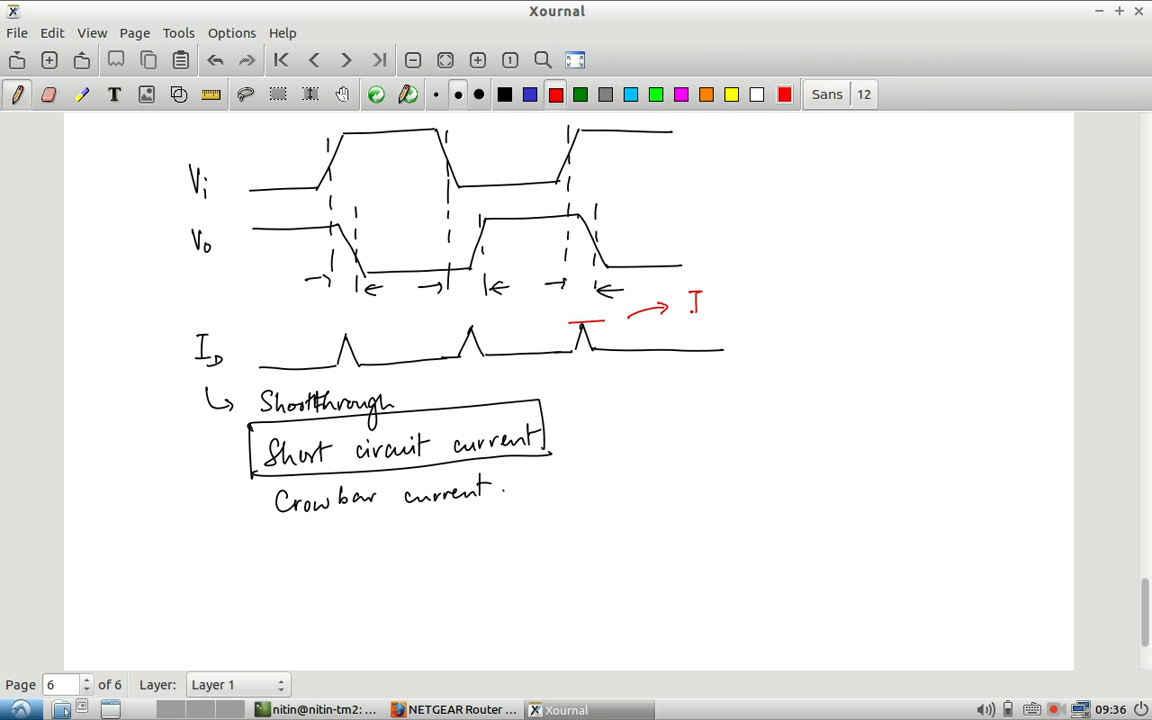 Xournal
File Edit View Page Tools Options Help
Sans 12
Vi
Vo
I
ID
Shootthrough
Short circuit current
Crowbar current.
Page 6 of 6 Layer: Layer 1
nitin@nitin-tm2: ... NETGEAR Router ... Xournal 09:36